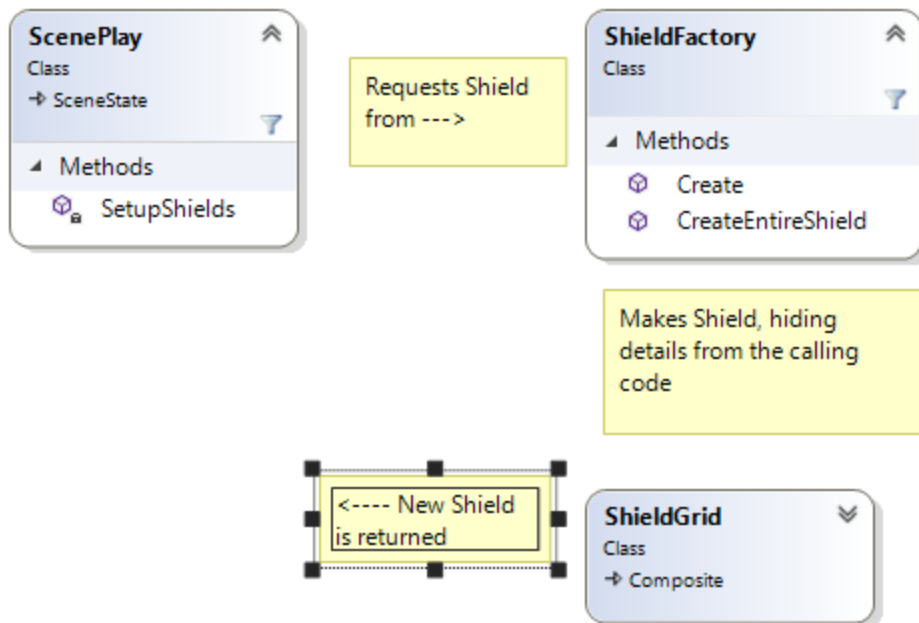 ScenePlay
Class
SceneState
Methods
SetupShields
Requests Shield
from --->
ShieldFactory
Class
Methods
Create
CreateEntireShield
Makes Shield, hiding
details from the calling
code
<---- New Shield
is returned
ShieldGrid
Class
Composite